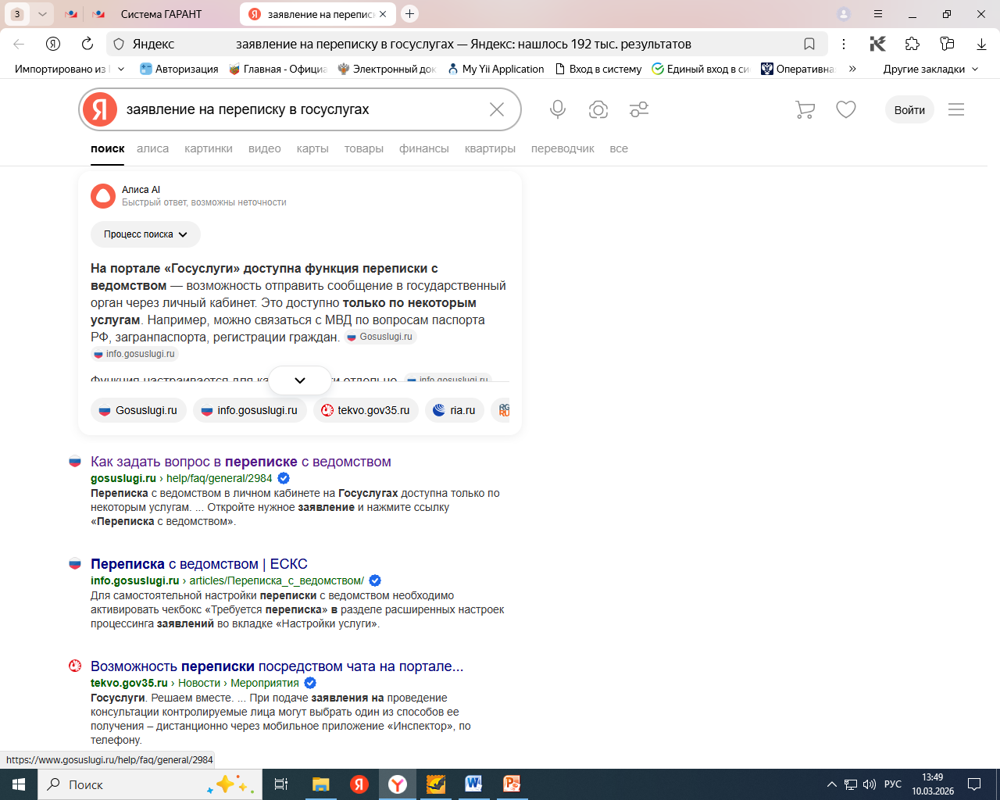 3
Система ГАРАНТ
заявление на переписк
Яндекс
заявление на переписку в госуслугах — Яндекс: нашлось 192 тыс. результатов
Импортировано из
Авторизация
Главная - Официа
Электронный док
My Yii Application
Вход в систему
Единый вход в си
Оперативна
Другие закладки
Я
заявление на переписку в госуслугах
Войти
поиск
алиса
картинки
видео
карты
товары
финансы
квартиры
переводчик
все
Алиса AI
Быстрый ответ, возможны неточности
Процесс поиска
На портале «Госуслуги» доступна функция переписки с
ведомством — возможность отправить сообщение в государственный
орган через личный кабинет. Это доступно только по некоторым
услугам. Например, можно связаться с МВД по вопросам паспорта
РФ, загранпаспорта, регистрации граждан. Gosuslugi.ru
info.gosuslugi.ru
Функция настраивается для ка отдельно. info.gosuslugi.ru
Gosuslugi.ru
info.gosuslugi.ru
tekvo.gov35.ru
ria.ru
RG
RU
Как задать вопрос в переписке с ведомством
gosuslugi.ru › help/faq/general/2984
Переписка с ведомством в личном кабинете на Госуслугах доступна только по
некоторым услугам. ... Откройте нужное заявление и нажмите ссылку
«Переписка с ведомством».
Переписка с ведомством | ЕСКС
info.gosuslugi.ru › articles/Переписка_с_ведомством/
Для самостоятельной настройки переписки с ведомством необходимо
активировать чекбокс «Требуется переписка» в разделе расширенных настроек
процессинга заявлений во вкладке «Настройки услуги».
Возможность переписки посредством чата на портале...
tekvo.gov35.ru › Новости › Мероприятия
Госуслуги. Решаем вместе. ... При подаче заявления на проведение
консультации контролируемые лица могут выбрать один из способов ее
получения – дистанционно через мобильное приложение «Инспектор», по
телефону.
https://www.gosuslugi.ru/help/faq/general/2984
Поиск
РУС
13:49
10.03.2026